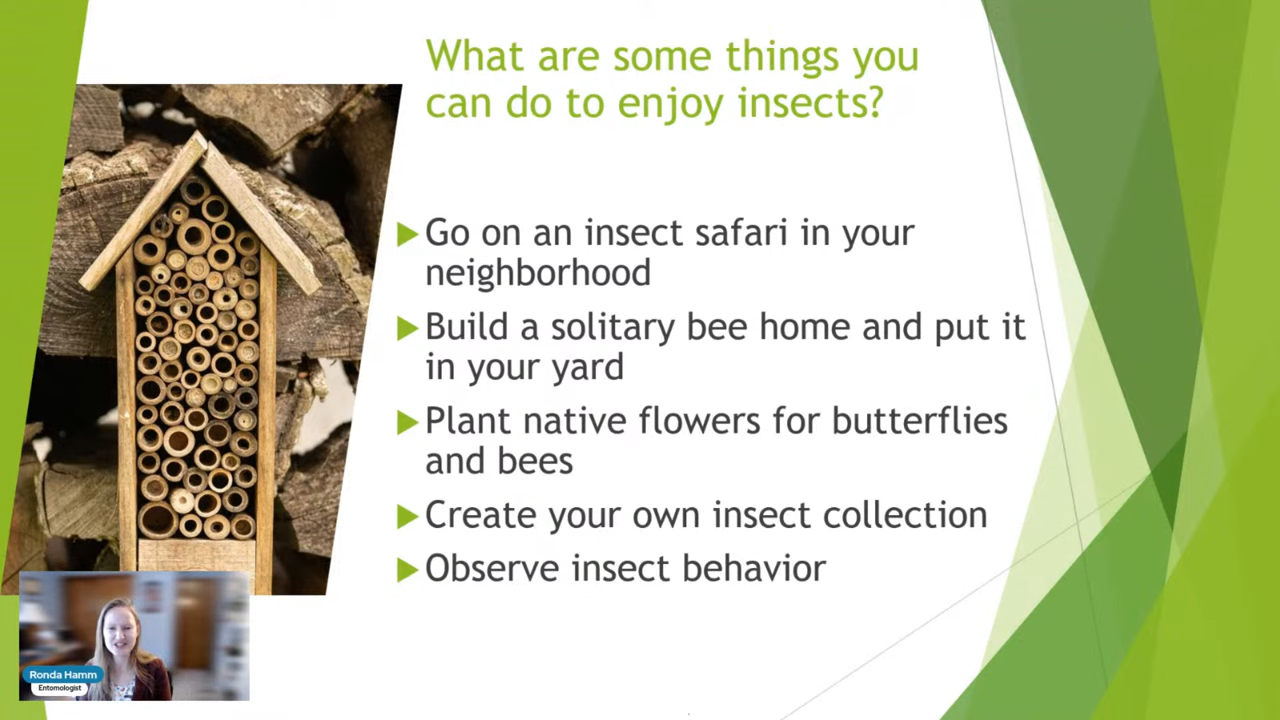 What are some things you
can do to enjoy insects?
Go on an insect safari in your
neighborhood
Build a solitary bee home and put it
in your yard
Plant native flowers for butterflies
and bees
Create your own insect collection
Observe insect behavior
Ronda Hamm
Entomologist